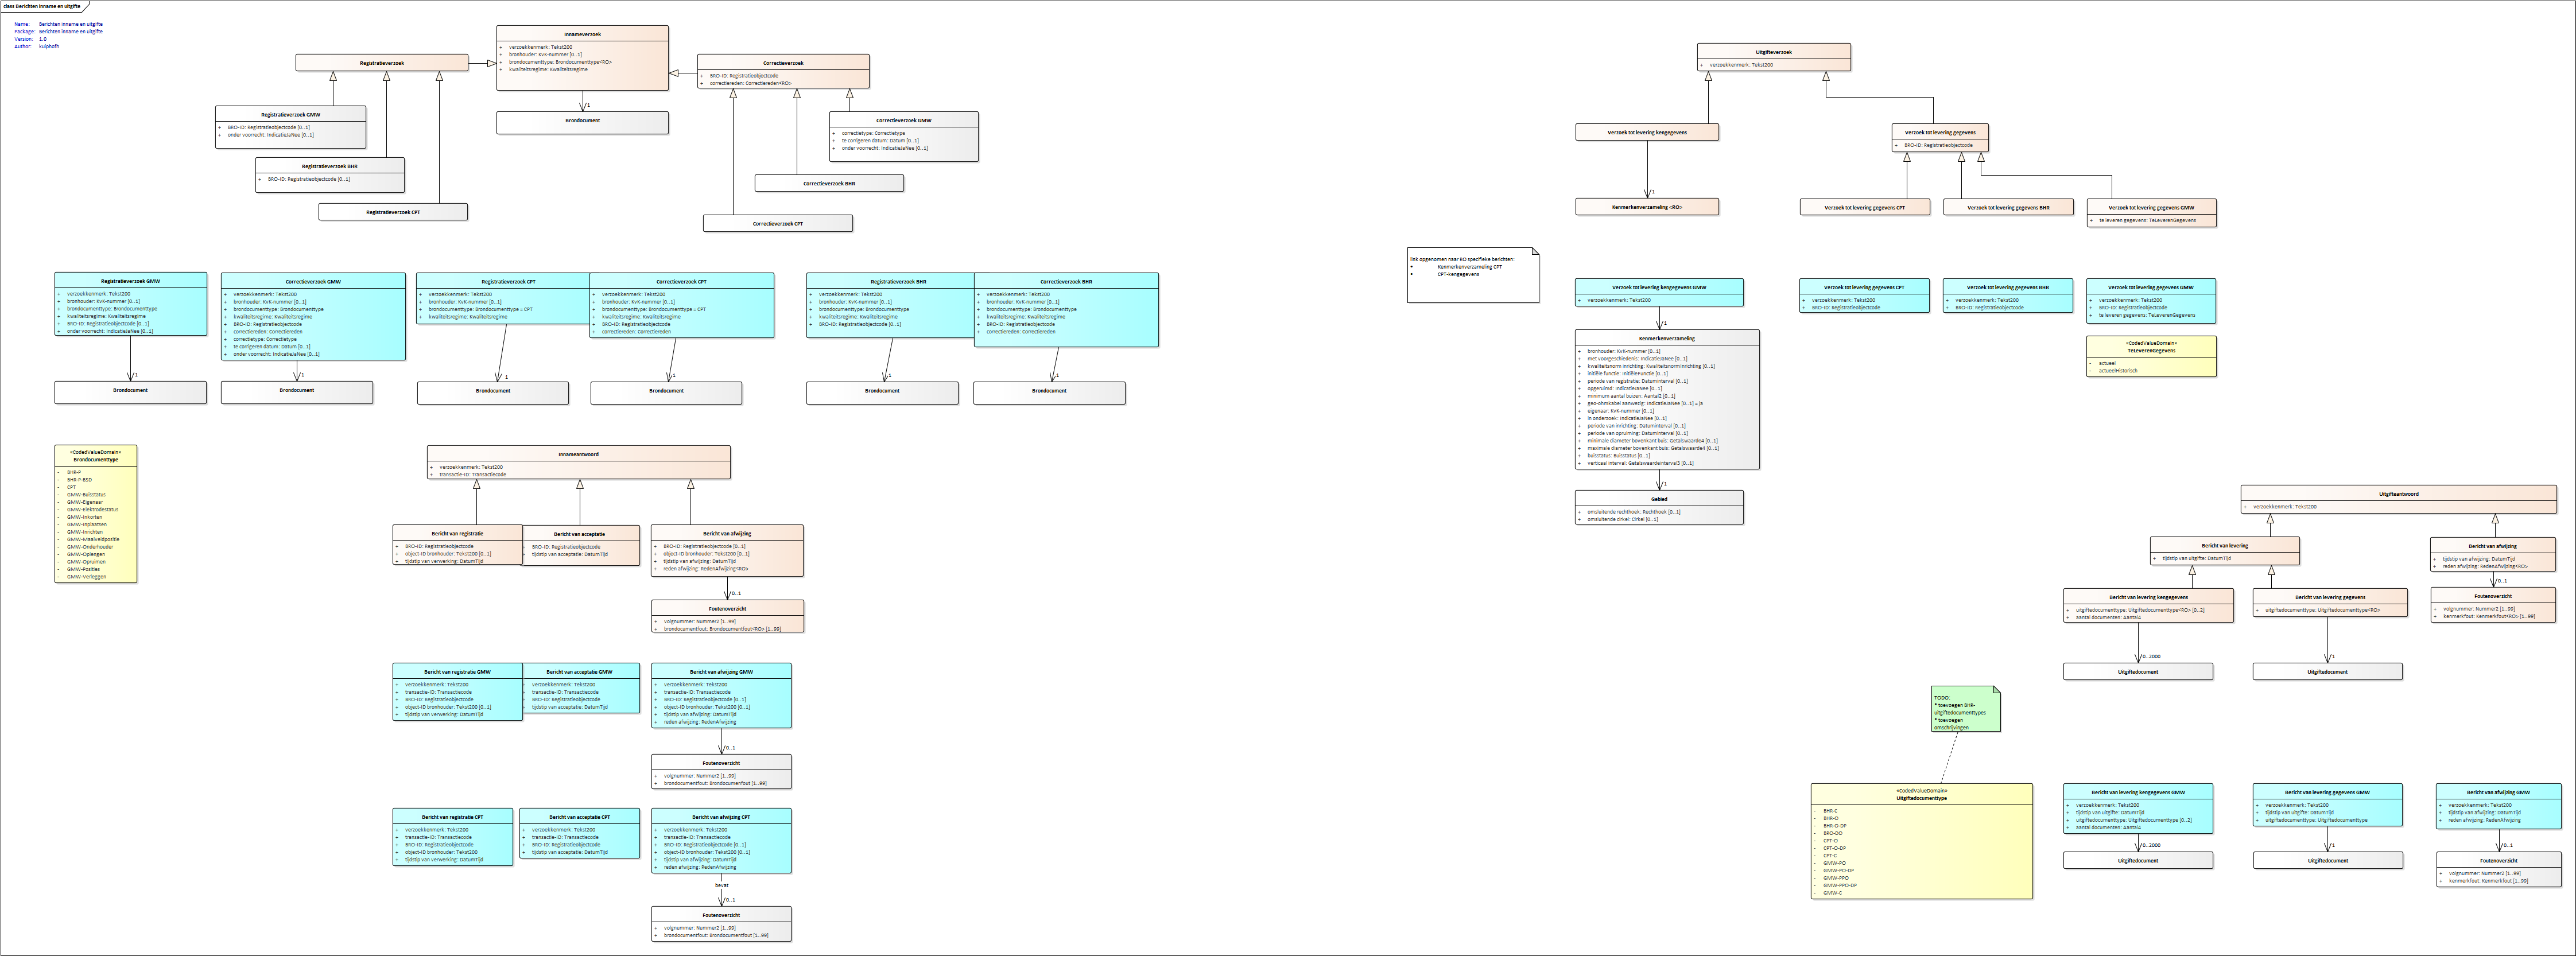 class Berichten inname en uitgifte
Name: Berichten inname en uitgifte
Package: Berichten inname en uitgifte
Version: 1.0
Author: kuiphofh
Innameverzoek
+ verzoekkenmerk: Tekst200
+ bronhouder: KvK-nummer [0..1]
+ brondocumenttype: Brondocumenttype<RO>
+ kwaliteitsregime: Kwaliteitsregime
Registratieverzoek
Correctieverzoek
+ BRO-ID: Registratieobjectcode
+ correctiereden: Correctiereden<RO>
/1
Brondocument
Registratieverzoek GMW
+ BRO-ID: Registratieobjectcode [0..1]
+ onder voorrecht: IndicatieJaNee [0..1]
Registratieverzoek BHR
+ BRO-ID: Registratieobjectcode [0..1]
Registratieverzoek CPT
Correctieverzoek GMW
+ correctietype: Correctietype
+ te corrigeren datum: Datum [0..1]
+ onder voorrecht: IndicatieJaNee [0..1]
Correctieverzoek BHR
Correctieverzoek CPT
Uitgifteverzoek
+ verzoekkenmerk: Tekst200
Verzoek tot levering kengegevens
Verzoek tot levering gegevens
+ BRO-ID: Registratieobjectcode
/1
Kenmerkenverzameling <RO>
Verzoek tot levering gegevens CPT
Verzoek tot levering gegevens BHR
Verzoek tot levering gegevens GMW
+ te leveren gegevens: TeLeverenGegevens
link opgenomen naar RO specifieke berichten:
• Kenmerkenverzameling CPT
• CPT-kengegevens
Registratieverzoek GMW
+ verzoekkenmerk: Tekst200
+ bronhouder: KvK-nummer [0..1]
+ brondocumenttype: Brondocumenttype
+ kwaliteitsregime: Kwaliteitsregime
+ BRO-ID: Registratieobjectcode [0..1]
+ onder voorrecht: IndicatieJaNee [0..1]
Correctieverzoek GMW
+ verzoekkenmerk: Tekst200
+ bronhouder: KvK-nummer [0..1]
+ brondocumenttype: Brondocumenttype
+ kwaliteitsregime: Kwaliteitsregime
+ BRO-ID: Registratieobjectcode
+ correctiereden: Correctiereden
+ correctietype: Correctietype
+ te corrigeren datum: Datum [0..1]
+ onder voorrecht: IndicatieJaNee [0..1]
Registratieverzoek CPT
+ verzoekkenmerk: Tekst200
+ bronhouder: KvK-nummer [0..1]
+ brondocumenttype: Brondocumenttype = CPT
+ kwaliteitsregime: Kwaliteitsregime
Correctieverzoek CPT
+ verzoekkenmerk: Tekst200
+ bronhouder: KvK-nummer [0..1]
+ brondocumenttype: Brondocumenttype = CPT
+ kwaliteitsregime: Kwaliteitsregime
+ BRO-ID: Registratieobjectcode
+ correctiereden: Correctiereden
Registratieverzoek BHR
+ verzoekkenmerk: Tekst200
+ bronhouder: KvK-nummer [0..1]
+ brondocumenttype: Brondocumenttype
+ kwaliteitsregime: Kwaliteitsregime
+ BRO-ID: Registratieobjectcode [0..1]
Correctieverzoek BHR
+ verzoekkenmerk: Tekst200
+ bronhouder: KvK-nummer [0..1]
+ brondocumenttype: Brondocumenttype
+ kwaliteitsregime: Kwaliteitsregime
+ BRO-ID: Registratieobjectcode
+ correctiereden: Correctiereden
/1
Brondocument
/1
Brondocument
1
Brondocument
/1
Brondocument
/1
Brondocument
/1
Brondocument
Verzoek tot levering kengegevens GMW
+ verzoekkenmerk: Tekst200
/1
Kenmerkenverzameling
+ bronhouder: KvK-nummer [0..1]
+ met voorgeschiedenis: IndicatieJaNee [0..1]
+ kwaliteitsnorm inrichting: KwaliteitsnormInrichting [0..1]
+ initiële functie: InitiëleFunctie [0..1]
+ periode van registratie: Datuminterval [0..1]
+ opgeruimd: IndicatieJaNee [0..1]
+ minimum aantal buizen: Aantal2 [0..1]
+ geo-ohmkabel aanwezig: IndicatieJaNee [0..1] = ja
+ eigenaar: KvK-nummer [0..1]
+ in onderzoek: IndicatieJaNee [0..1]
+ periode van inrichting: Datuminterval [0..1]
+ periode van opruiming: Datuminterval [0..1]
+ minimale diameter bovenkant buis: Getalswaarde4 [0..1]
+ maximale diameter bovenkant buis: Getalswaarde4 [0..1]
+ buisstatus: Buisstatus [0..1]
+ verticaal interval: GetalswaardeInterval3 [0..1]
/1
Gebied
+ omsluitende rechthoek: Rechthoek [0..1]
+ omsluitende cirkel: Cirkel [0..1]
Verzoek tot levering gegevens CPT
+ verzoekkenmerk: Tekst200
+ BRO-ID: Registratieobjectcode
Verzoek tot levering gegevens BHR
+ verzoekkenmerk: Tekst200
+ BRO-ID: Registratieobjectcode
Verzoek tot levering gegevens GMW
+ verzoekkenmerk: Tekst200
+ BRO-ID: Registratieobjectcode
+ te leveren gegevens: TeLeverenGegevens
«CodedValueDomain»
TeLeverenGegevens
- actueel
- actueelHistorisch
«CodedValueDomain»
Brondocumenttype
- BHR-P
- BHR-P-BSD
- CPT
- GMW-Buisstatus
- GMW-Eigenaar
- GMW-Elektrodestatus
- GMW-Inkorten
- GMW-Inplaatsen
- GMW-Inrichten
- GMW-Maaiveldpositie
- GMW-Onderhouder
- GMW-Oplengen
- GMW-Opruimen
- GMW-Posities
- GMW-Verleggen
Innameantwoord
+ verzoekkenmerk: Tekst200
+ transactie-ID: Transactiecode
Bericht van registratie
+ BRO-ID: Registratieobjectcode
+ object-ID bronhouder: Tekst200 [0..1]
+ tijdstip van verwerking: DatumTijd
Bericht van acceptatie
+ BRO-ID: Registratieobjectcode
+ tijdstip van acceptatie: DatumTijd
Bericht van afwijzing
+ BRO-ID: Registratieobjectcode [0..1]
+ object-ID bronhouder: Tekst200 [0..1]
+ tijdstip van afwijzing: DatumTijd
+ reden afwijzing: RedenAfwijzing<RO>
/0..1
Foutenoverzicht
+ volgnummer: Nummer2 [1..99]
+ brondocumentfout: Brondocumentfout<RO> [1..99]
Bericht van registratie GMW
+ verzoekkenmerk: Tekst200
+ transactie-ID: Transactiecode
+ BRO-ID: Registratieobjectcode
+ object-ID bronhouder: Tekst200 [0..1]
+ tijdstip van verwerking: DatumTijd
Bericht van acceptatie GMW
+ verzoekkenmerk: Tekst200
+ transactie-ID: Transactiecode
+ BRO-ID: Registratieobjectcode
+ tijdstip van acceptatie: DatumTijd
Bericht van afwijzing GMW
+ verzoekkenmerk: Tekst200
+ transactie-ID: Transactiecode
+ BRO-ID: Registratieobjectcode [0..1]
+ object-ID bronhouder: Tekst200 [0..1]
+ tijdstip van afwijzing: DatumTijd
+ reden afwijzing: RedenAfwijzing
/0..1
Foutenoverzicht
+ volgnummer: Nummer2 [1..99]
+ brondocumentfout: Brondocumentfout [1..99]
Bericht van registratie CPT
+ verzoekkenmerk: Tekst200
+ transactie-ID: Transactiecode
+ BRO-ID: Registratieobjectcode
+ object-ID bronhouder: Tekst200
+ tijdstip van verwerking: DatumTijd
Bericht van acceptatie CPT
+ verzoekkenmerk: Tekst200
+ transactie-ID: Transactiecode
+ BRO-ID: Registratieobjectcode
+ tijdstip van acceptatie: DatumTijd
Bericht van afwijzing CPT
+ verzoekkenmerk: Tekst200
+ transactie-ID: Transactiecode
+ BRO-ID: Registratieobjectcode [0..1]
+ object-ID bronhouder: Tekst200 [0..1]
+ tijdstip van afwijzing: DatumTijd
+ reden afwijzing: RedenAfwijzing
bevat
/0..1
Foutenoverzicht
+ volgnummer: Nummer2 [1..99]
+ brondocumentfout: Brondocumentfout [1..99]
Uitgifteantwoord
+ verzoekkenmerk: Tekst200
Bericht van levering
+ tijdstip van uitgifte: DatumTijd
Bericht van afwijzing
+ tijdstip van afwijzing: DatumTijd
+ reden afwijzing: RedenAfwijzing<RO>
/0..1
Foutenoverzicht
+ volgnummer: Nummer2 [1..99]
+ kenmerkfout: Kenmerkfout<RO> [1..99]
Bericht van levering kengegevens
+ uitgiftedocumenttype: Uitgiftedocumenttype<RO> [0..2]
+ aantal documenten: Aantal4
Bericht van levering gegevens
+ uitgiftedocumenttype: Uitgiftedocumenttype<RO>
/0..2000
Uitgiftedocument
/1
Uitgiftedocument
TODO:
* toevoegen BHR-
uitgiftedocumenttypes
* toevoegen
omschrijvingen
«CodedValueDomain»
Uitgiftedocumenttype
- BHR-C
- BHR-O
- BHR-O-DP
- BRO-DO
- CPT-O
- CPT-O-DP
- CPT-C
- GMW-PO
- GMW-PO-DP
- GMW-PPO
- GMW-PPO-DP
- GMW-C
Bericht van levering kengegevens GMW
+ verzoekkenmerk: Tekst200
+ tijdstip van uitgifte: DatumTijd
+ uitgiftedocumenttype: Uitgiftedocumenttype [0..2]
+ aantal documenten: Aantal4
/0..2000
Uitgiftedocument
Bericht van levering gegevens GMW
+ verzoekkenmerk: Tekst200
+ tijdstip van uitgifte: DatumTijd
+ uitgiftedocumenttype: Uitgiftedocumenttype
/1
Uitgiftedocument
Bericht van afwijzing GMW
+ verzoekkenmerk: Tekst200
+ tijdstip van afwijzing: DatumTijd
+ reden afwijzing: RedenAfwijzing
/0..1
Foutenoverzicht
+ volgnummer: Nummer2 [1..99]
+ kenmerkfout: Kenmerkfout [1..99]